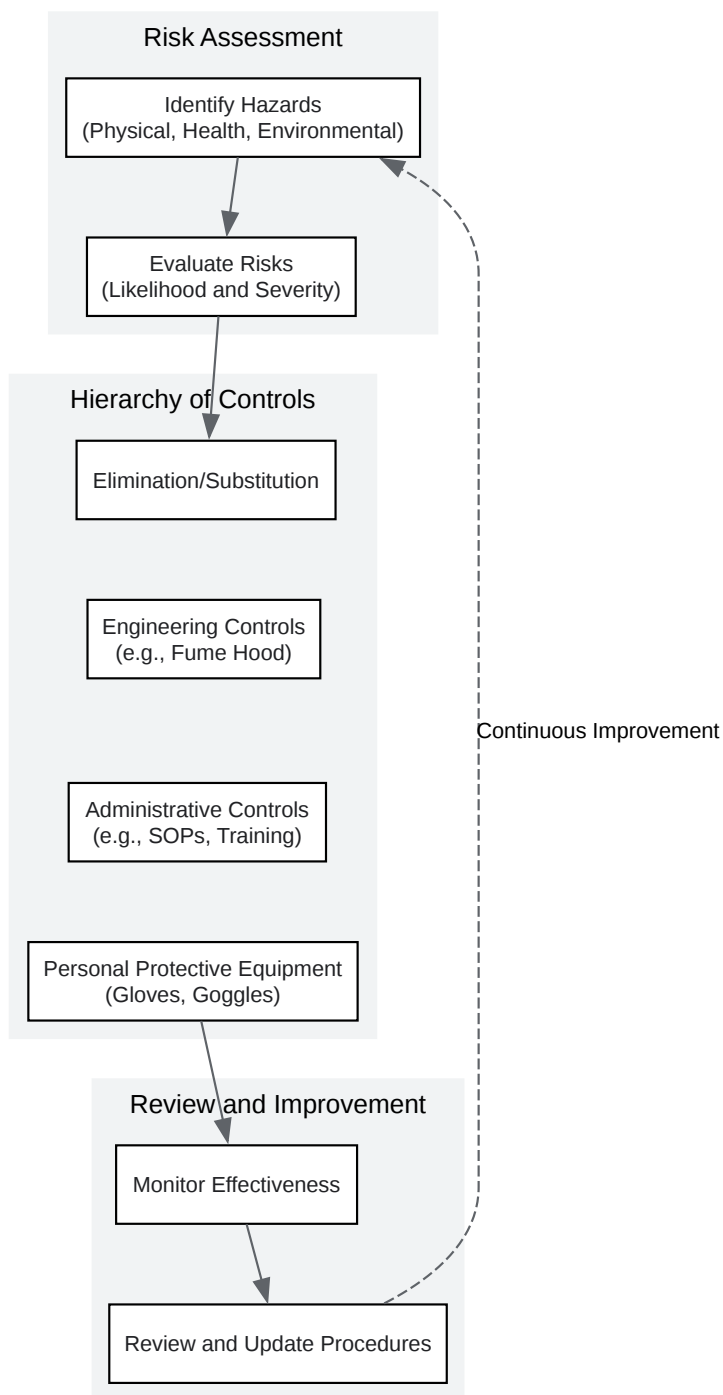 Risk Assessment
Identify Hazards
(Physical, Health, Environmental)
Evaluate Risks
(Likelihood and Severity)
Hierarchy of Controls
Elimination/Substitution
Engineering Controls
(e.g., Fume Hood)
Continuous Improvement
Administrative Controls
(e.g., SOPs, Training)
Personal Protective Equipment
(Gloves, Goggles)
Review and Improvement
Monitor Effectiveness
Review and Update Procedures